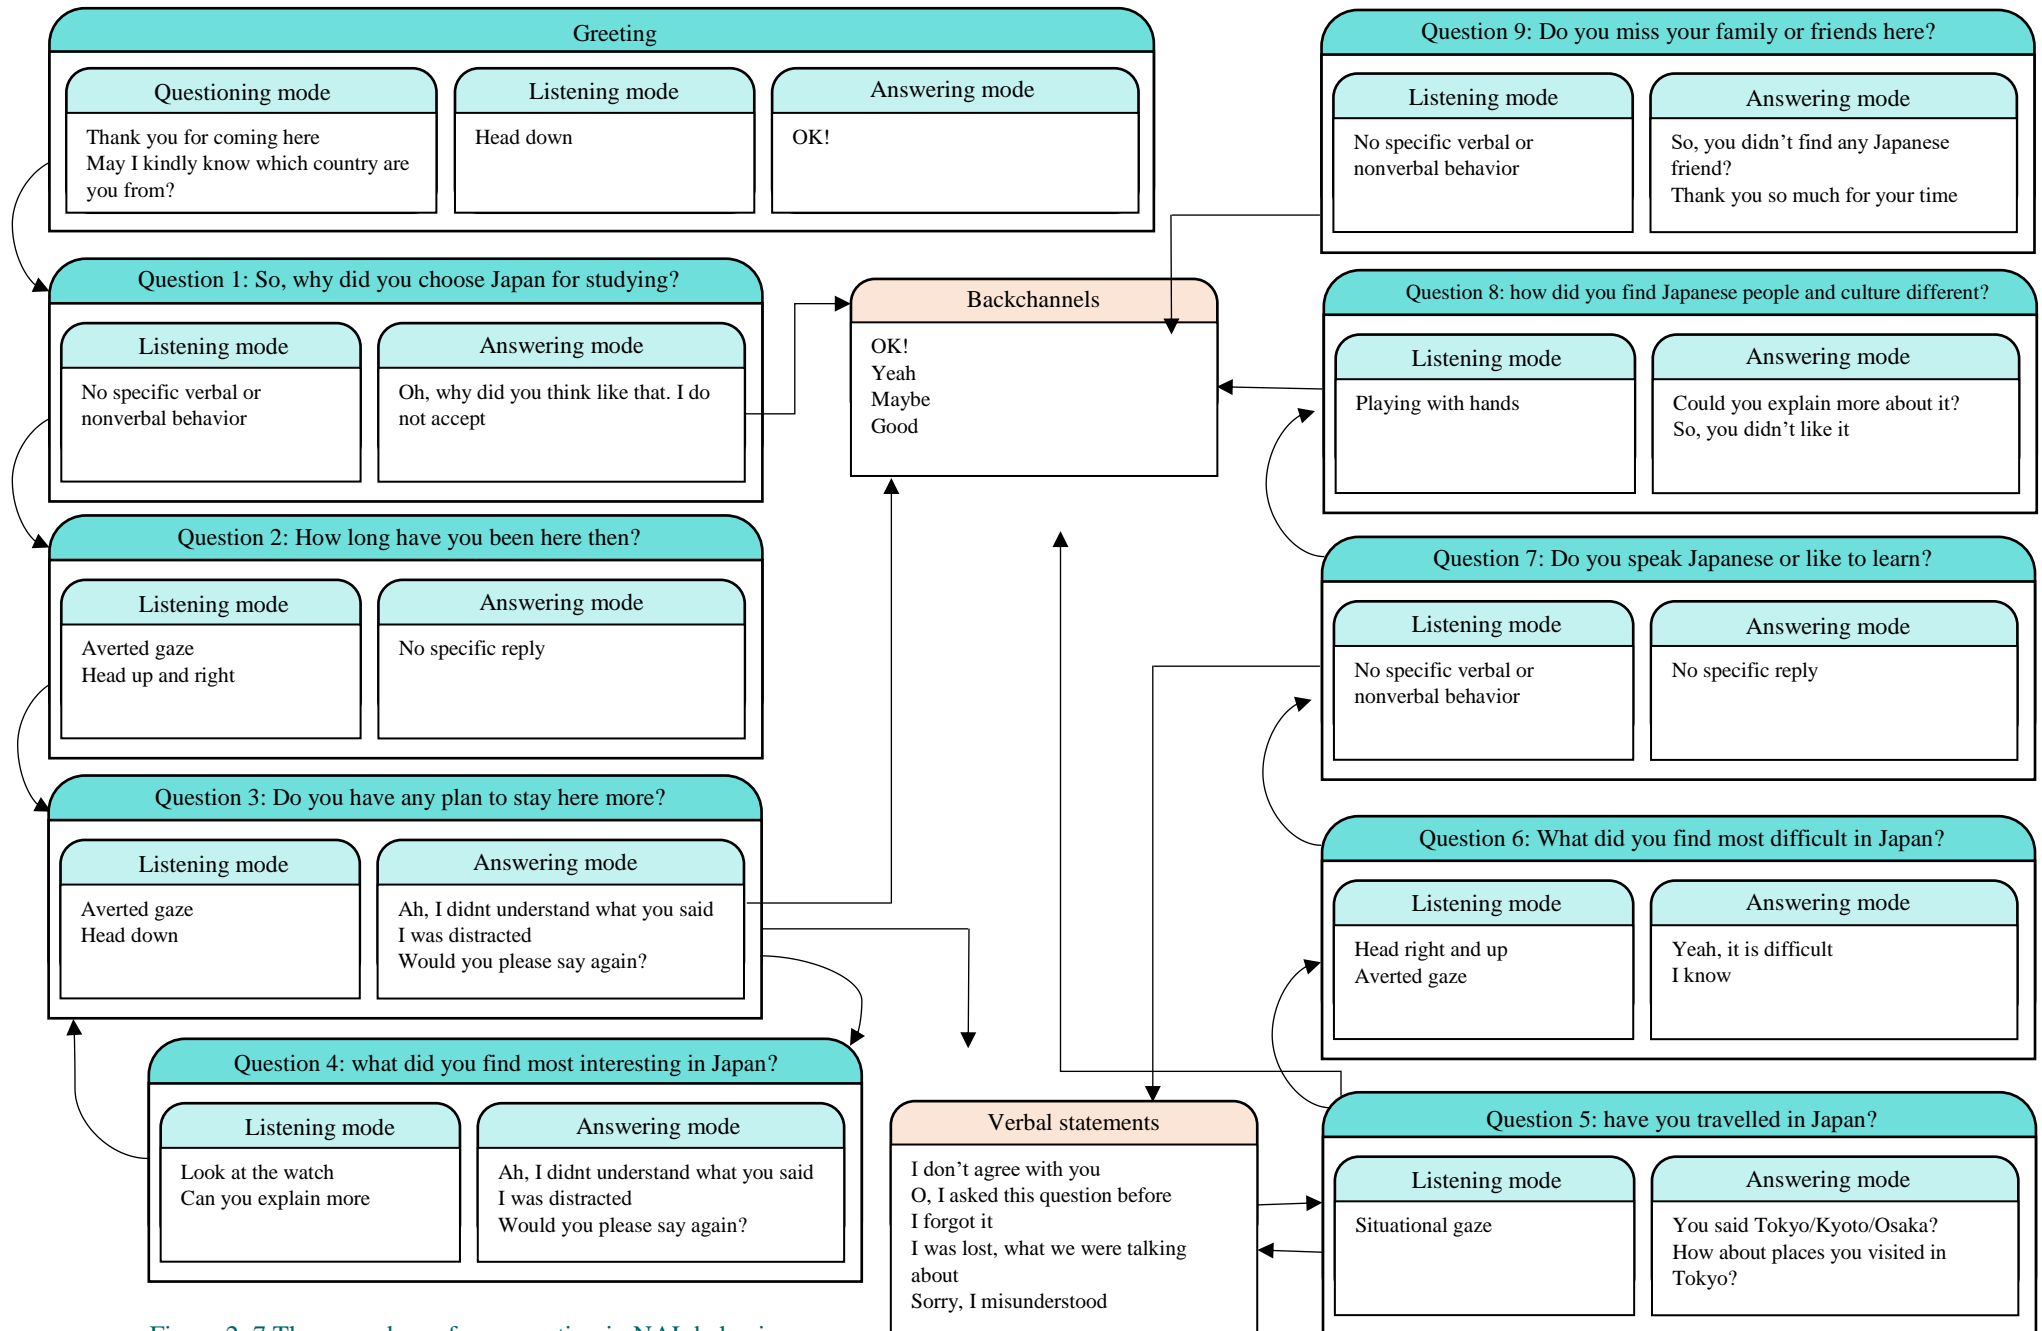 Greeting
Questioning mode
Thank you for coming here
May I kindly know which country are
you from?
Listening mode
Head down
Answering mode
OK!
Question 1: So, why did you choose Japan for studying?
Listening mode
No specific verbal or
nonverbal behavior
Answering mode
Oh, why did you think like that. I do
not accept
Question 2: How long have you been here then?
Listening mode
Averted gaze
Head up and right
Answering mode
No specific reply
Question 3: Do you have any plan to stay here more?
Listening mode
Averted gaze
Head down
Answering mode
Ah, I didnt understand what you said
I was distracted
Would you please say again?
Question 4: what did you find most interesting in Japan?
Listening mode
Look at the watch
Can you explain more
Answering mode
Ah, I didnt understand what you said
I was distracted
Would you please say again?
Backchannels
OK!
Yeah
Maybe
Good
Verbal statements
I don't agree with you
O, I asked this question before
I forgot it
I was lost, what we were talking
about
Sorry, I misunderstood
Question 9: Do you miss your family or friends here?
Listening mode
No specific verbal or
nonverbal behavior
Answering mode
So, you didn't find any Japanese
friend?
Thank you so much for your time
Question 8: how did you find Japanese people and culture different?
Listening mode
Playing with hands
Answering mode
Could you explain more about it?
So, you didn't like it
Question 7: Do you speak Japanese or like to learn?
Listening mode
No specific verbal or
nonverbal behavior
Answering mode
No specific reply
Question 6: What did you find most difficult in Japan?
Listening mode
Head right and up
Averted gaze
Answering mode
Yeah, it is difficult
I know
Question 5: have you travelled in Japan?
Listening mode
Situational gaze
Answering mode
You said Tokyo/Kyoto/Osaka?
How about places you visited in
Tokyo?